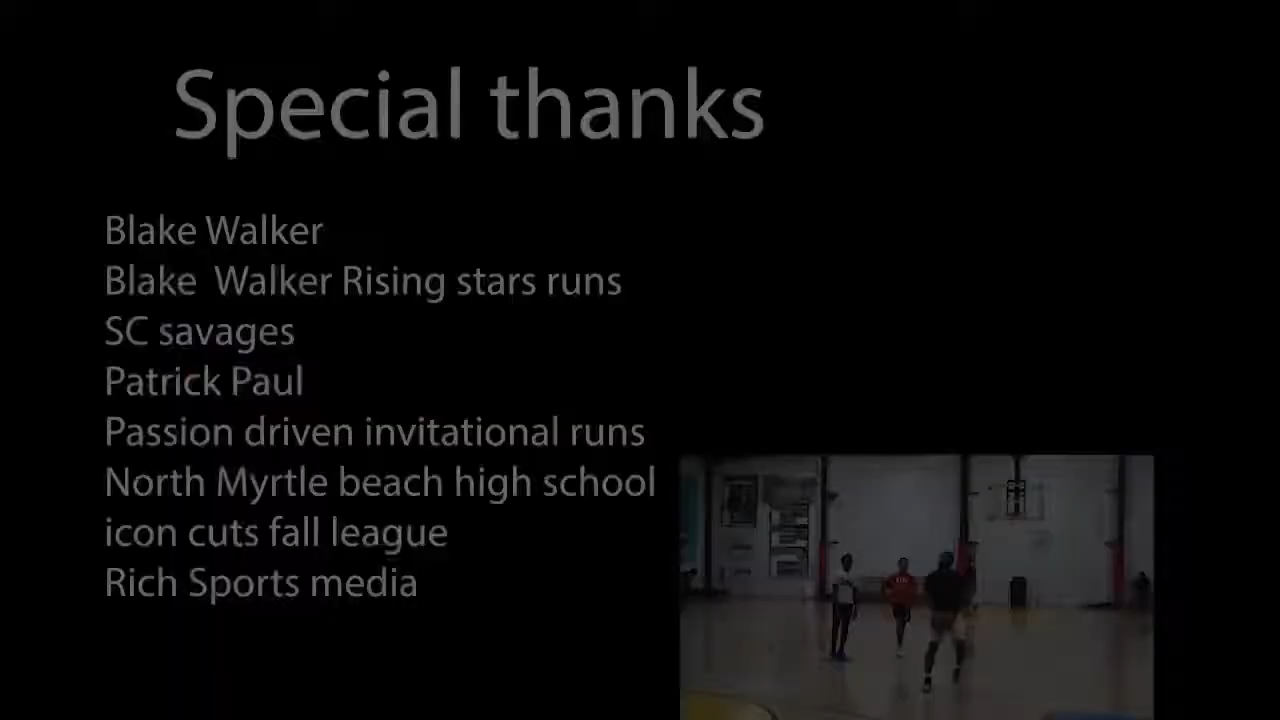 Special thanks
Blake Walker
Blake  Walker Rising stars runs
SC savages
Patrick Paul
Passion driven invitational runs
North Myrtle beach high school
icon cuts fall league
Rich Sports media